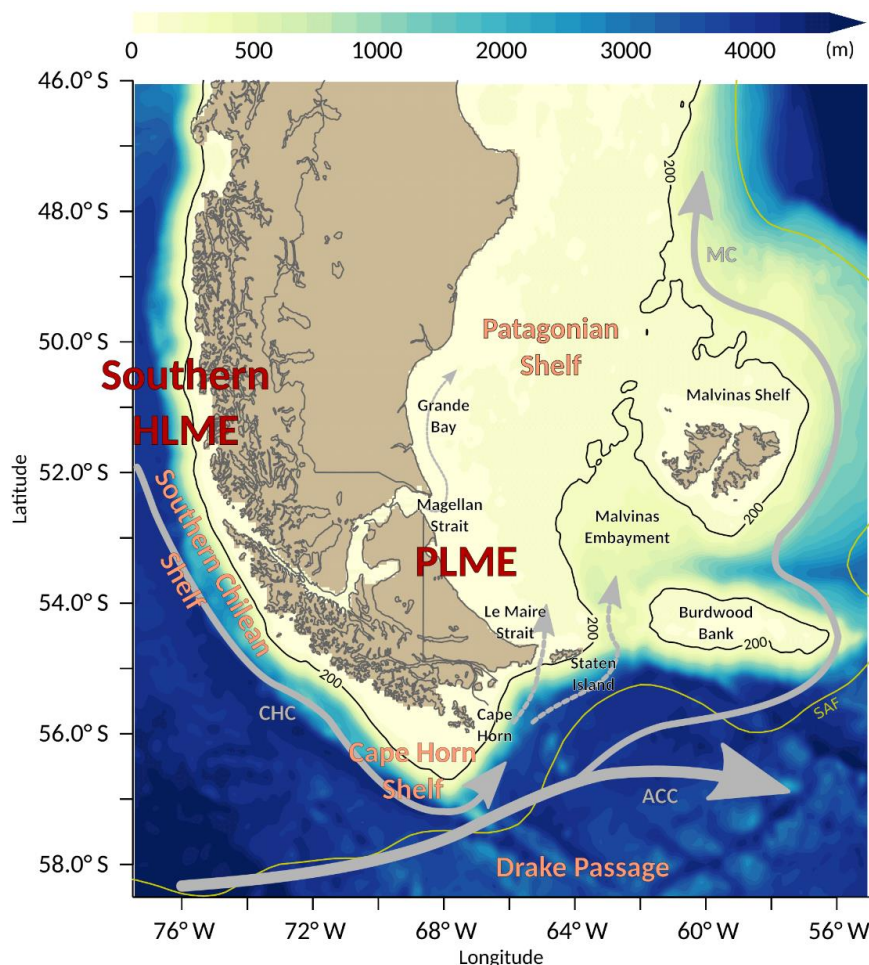 0 500 1000 2000 3000 4000 (m)
46.0° S
48.0° S
50.0° S
52.0° S
54.0° S
56.0° S
58.0° S
Latitude
200
MC
Patagonian
Shelf
Southern
HLME
Grande
Bay
Malvinas Shelf
200
Magellan
Strait
Malvinas
Embayment
Southern Chilean
Shelf
PLME
Le Maire
Strait
200
Burdwood
Bank
200
Staten
Island
200
CHC
Cape
Horn
SAF
Cape Horn
Shelf
ACC
Drake Passage
76° W 72° W 68° W 64° W 60° W 56° W
Longitude